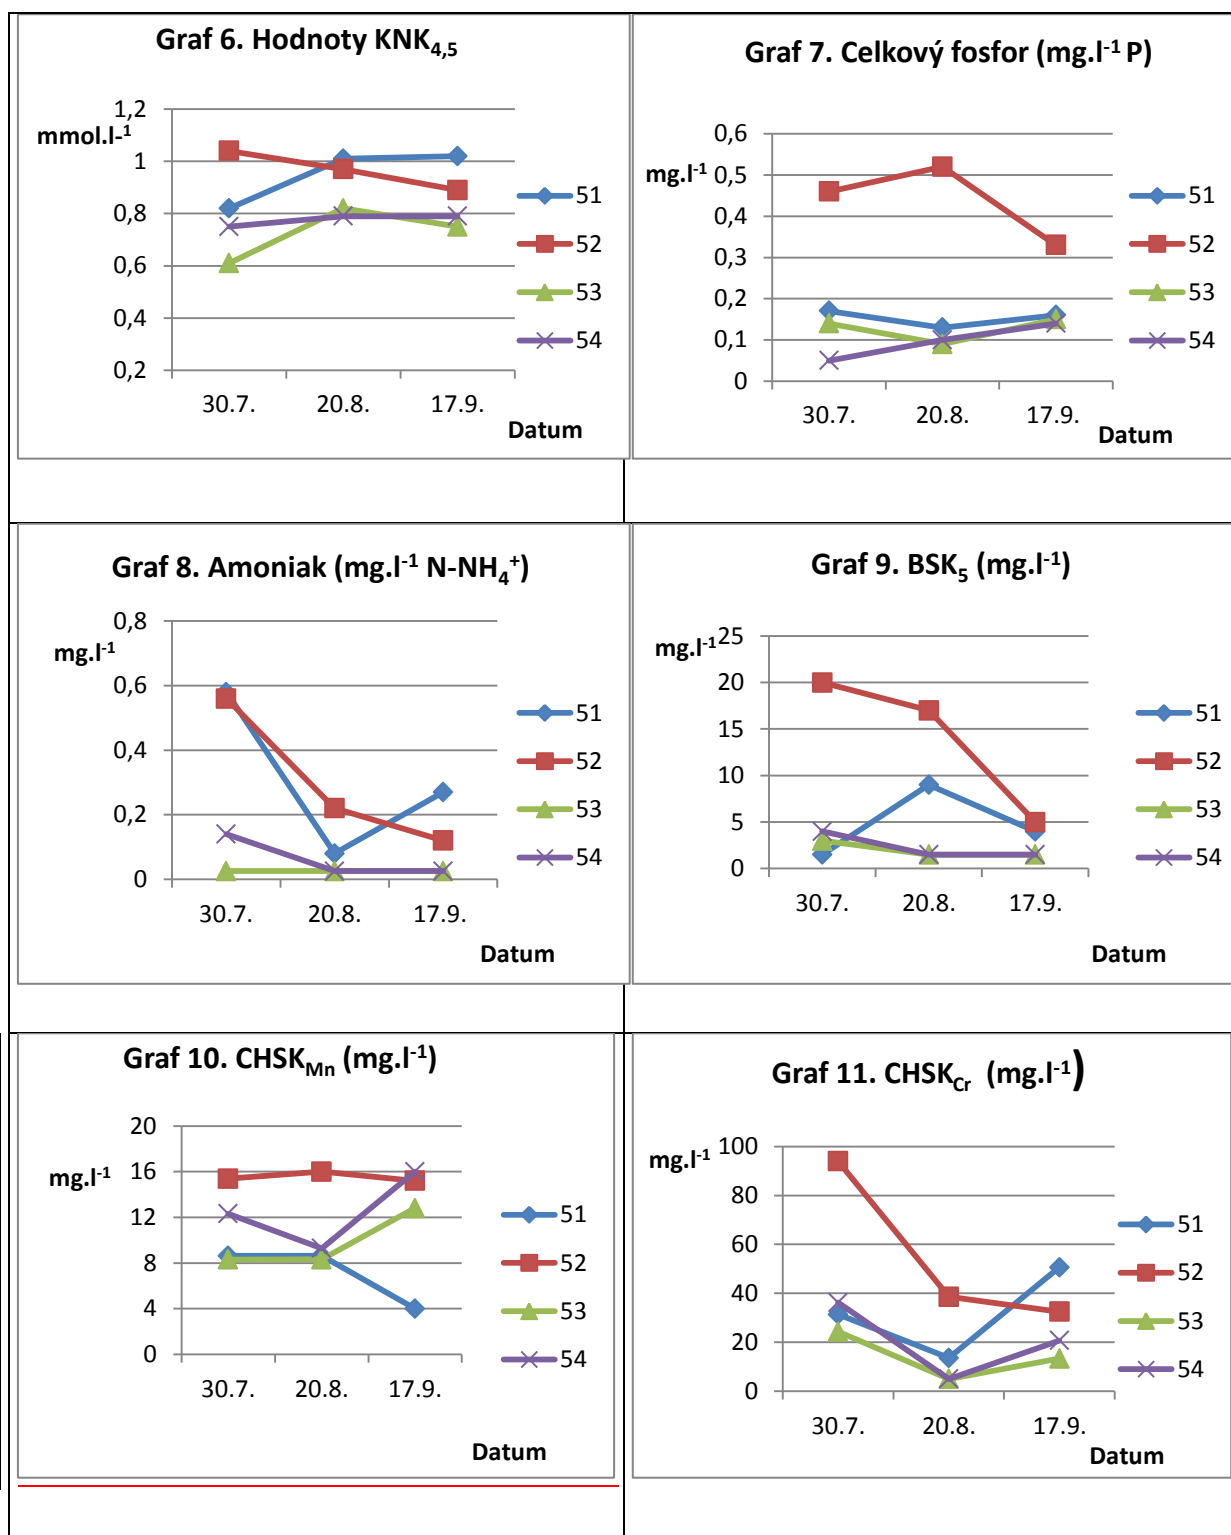 Graf 6. Hodnoty KNK4,5
mmol.l-1
1,2
1
0,8
0,6
0,4
0,2
30.7. 20.8. 17.9.
Datum
51
52
53
54
Graf 7. Celkový fosfor (mg.l-1 P)
mg.l-1
0,6
0,5
0,4
0,3
0,2
0,1
0
30.7. 20.8. 17.9.
Datum
51
52
53
54
Graf 8. Amoniak (mg.l-1 N-NH4+)
mg.l-1
0,8
0,6
0,4
0,2
0
30.7. 20.8. 17.9.
Datum
51
52
53
54
Graf 9. BSK5 (mg.l-1)
mg.l-1
25
20
15
10
5
0
30.7. 20.8. 17.9.
Datum
51
52
53
54
Graf 10. CHSKMn (mg.l-1)
mg.l-1
20
16
12
8
4
0
30.7. 20.8. 17.9.
Datum
51
52
53
54
Graf 11. CHSKCr (mg.l-1)
mg.l-1
100
80
60
40
20
0
30.7. 20.8. 17.9.
Datum
51
52
53
54